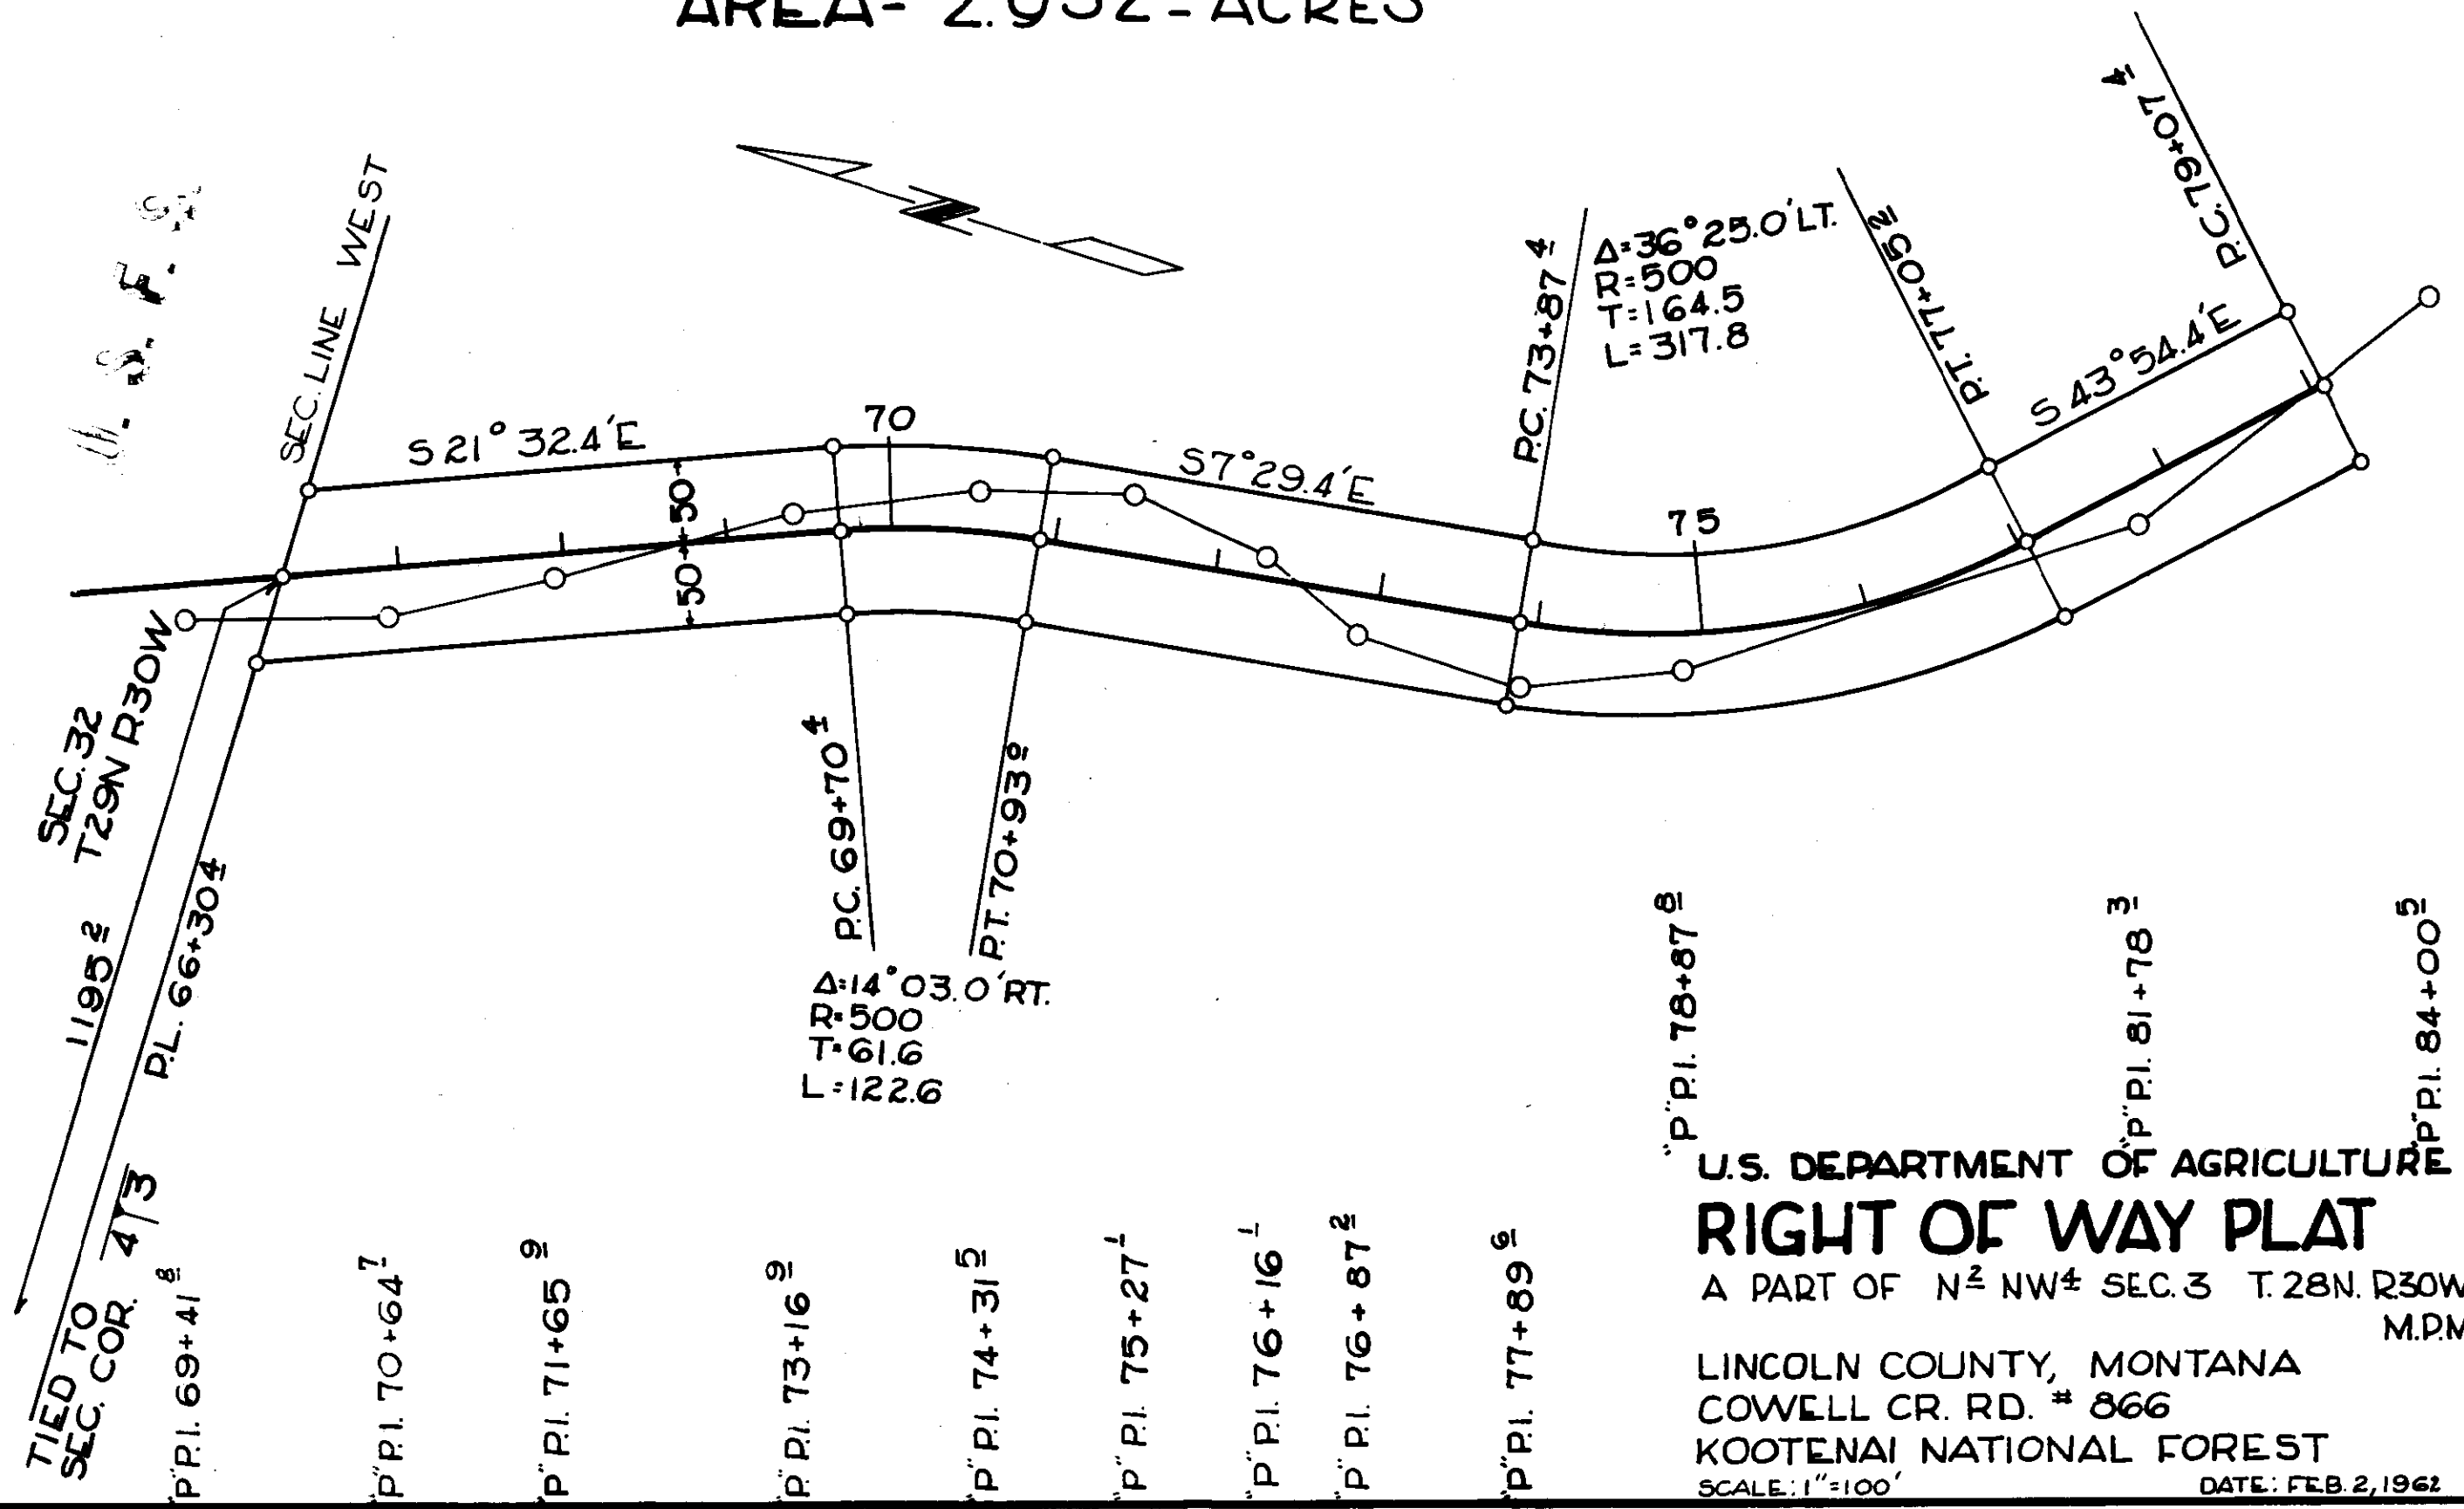 AREA- 2.932-ACRES
U. S. F. S.
SEC. LINE WEST
S 21° 32.4'E
70
50
50
S7°29.4'E
P.C. 73+87 4
Δ=36°25.0'LT.
R=500
T=164.5
L=317.8
75
P.T. 77+05 2
S 43°54.4'E
P.C. 79+07 4
SEC. 32
T29N R30W
1195 2
P.L. 66+30 4
TIED TO
SEC. COR. 4 3
P.C. 69+70 4
P.T. 70+93 0
Δ=14°03.0'RT.
R=500
T=61.6
L=122.6
"P" P.I. 69+41 8
"P" P.I. 70+64 7
"P" P.I. 71+65 9
"P" P.I. 73+16 9
"P" P.I. 74+31 5
"P" P.I. 75+27 1
"P" P.I. 76+16 1
"P" P.I. 76+87 2
"P" P.I. 77+89 6
"P" P.I. 78+87 8
"P" P.I. 81+78 3
"P" P.I. 84+00 5
U.S. DEPARTMENT OF AGRICULTURE
RIGHT OF WAY PLAT
A PART OF N2 NW4 SEC. 3 T. 28N. R30W
M.P.M
LINCOLN COUNTY, MONTANA
COWELL CR. RD. # 866
KOOTENAI NATIONAL FOREST
SCALE: 1"=100' DATE: FEB. 2, 1962